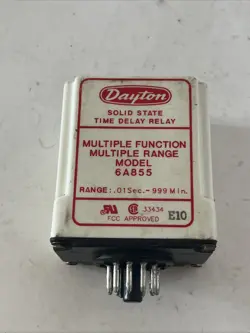 Dayton
SOLID STATE
TIME DELAY RELAY
MULTIPLE FUNCTION
MULTIPLE RANGE
MODEL
6A855
RANGE: .01Sec.-999 Min.
33434
FCC APPROVED
E10